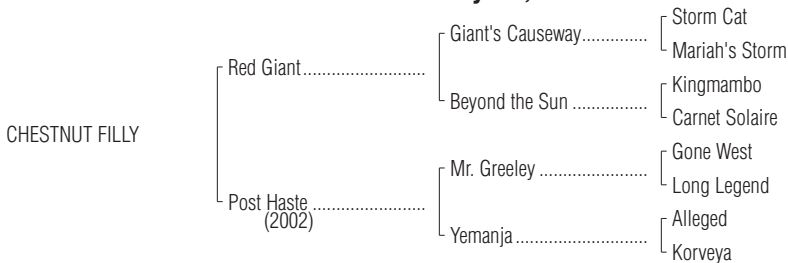 Storm Cat
Giant's Causeway..............
Mariah's Storm
Red Giant..........................
Kingmambo
Beyond the Sun ................
Carnet Solaire
CHESTNUT FILLY
Gone West
Mr. Greeley .......................
Long Legend
Post Haste ........................
(2002)
Alleged
Yemanja............................
Korveya